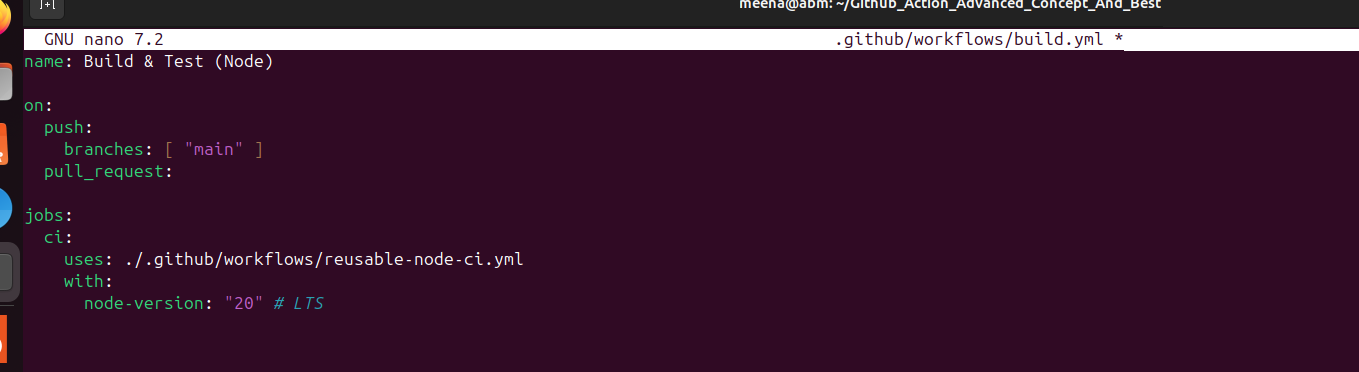 meena@abm: ~/Github_Action_Advanced_Concept_And_Best
GNU nano 7.2 .github/workflows/build.yml *
name: Build & Test (Node)
on:
  push:
    branches: [ "main" ]
  pull_request:
jobs:
  ci:
    uses: ./.github/workflows/reusable-node-ci.yml
    with:
      node-version: "20" # LTS